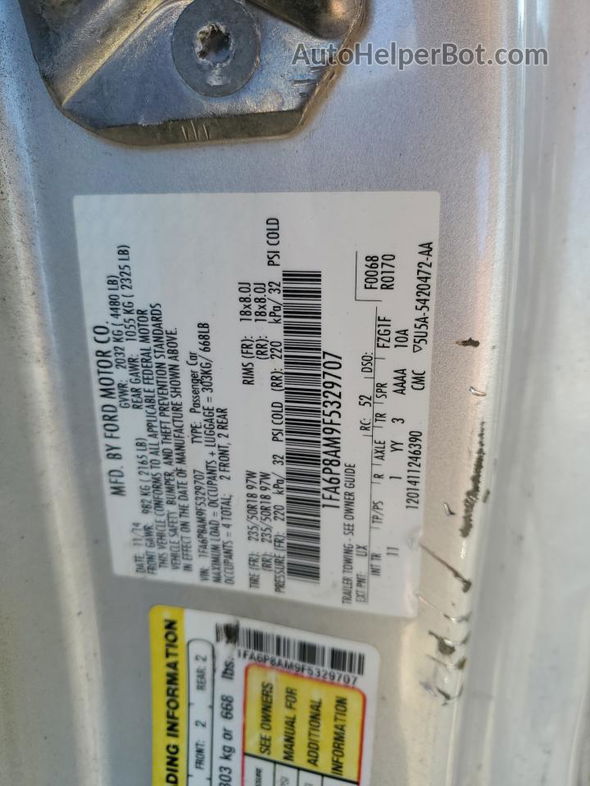 AutoHelperBot.com
MFD. BY FORD MOTOR CO.
DATE: 11/14 GVWR: 2032 KG ( 4480 LB)
FRONT GAWR: 982 KG ( 2165 LB) REAR GAWR: 1055 KG ( 2325 LB)
THIS VEHICLE CONFORMS TO ALL APPLICABLE FEDERAL MOTOR
VEHICLE SAFETY, BUMPER, AND THEFT PREVENTION STANDARDS
IN EFFECT ON THE DATE OF MANUFACTURE SHOWN ABOVE.
VIN: 1FA6P8AM9F5329707 TYPE: Passenger Car
MAXIMUM LOAD = OCCUPANTS + LUGGAGE = 303KG/ 668LB
OCCUPANTS = 4 TOTAL: 2 FRONT, 2 REAR
TIRE (FR): 235/50R18 97W RIMS (FR): 18x8.0J
(RR): 235/50R18 97W (RR): 18x8.0J
PRESSURE (FR): 220 kPa/ 32 PSI COLD (RR): 220 kPa/ 32 PSI COLD
1FA6P8AM9F5329707
TRAILER TOWING - SEE OWNER GUIDE
F0068
R0170
EXT PNT: UX RC: 52 DSO:
INT TR TP/PS R AXLE TR SPR FZG1F
11 1 YY 3 AAAA 10A
1201411246390 CMC ▽5U5A-5420472-AA
DING INFORMATION
FRONT: 2 REAR: 2
303 kg or 668 lbs.
1FA6P8AM9F5329707
SEE OWNERS
MANUAL FOR
ADDITIONAL
INFORMATION